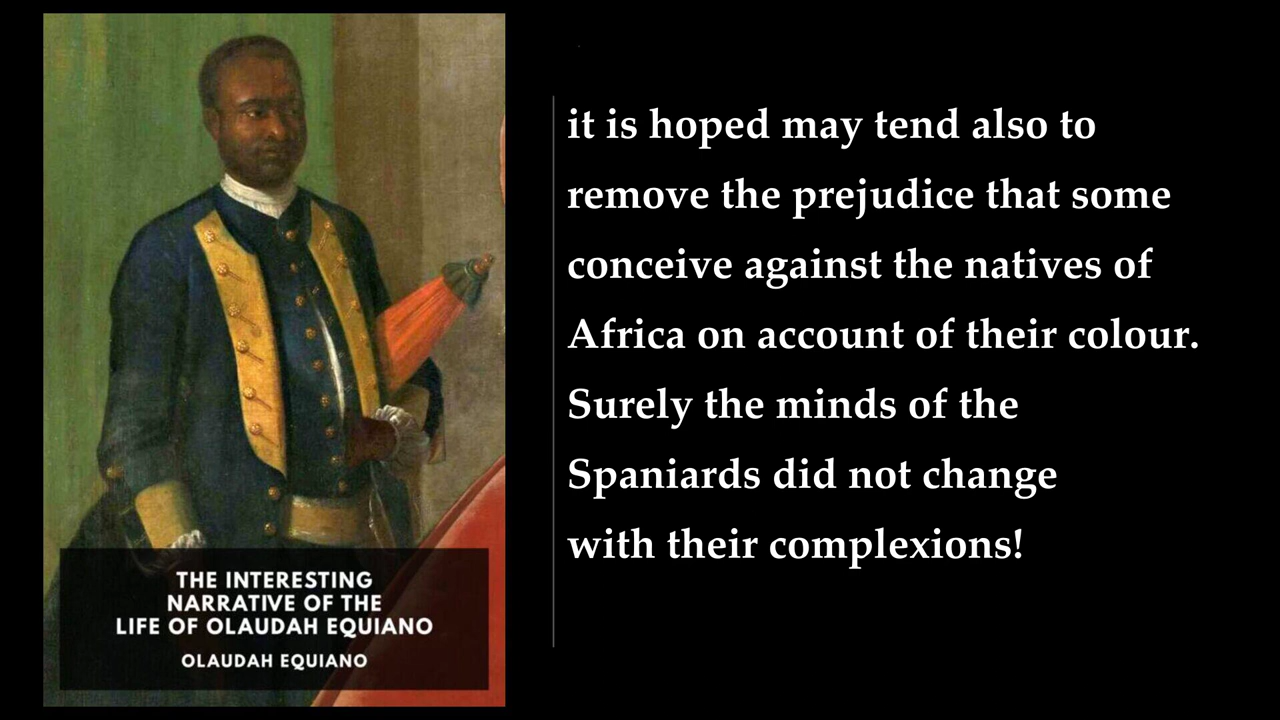 it is hoped may tend also to
remove the prejudice that some
conceive against the natives of
Africa on account of their colour.
Surely the minds of the
Spaniards did not change
with their complexions!
THE INTERESTING
NARRATIVE OF THE
LIFE OF OLAUDAH EQUIANO
OLAUDAH EQUIANO